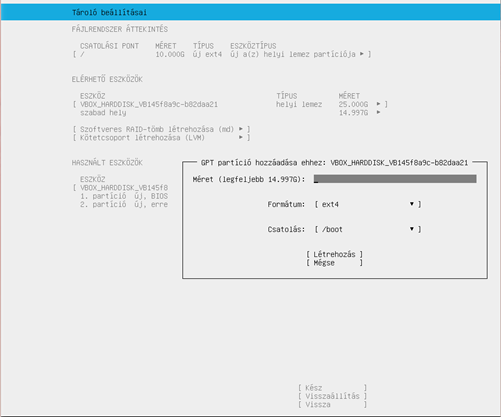 Tároló beállításai
FÁJLRENDSZER ÁTTEKINTÉS
CSATOLÁSI PONT MÉRET TÍPUS ESZKÖZTÍPUS
[ / 10.000G új ext4 új a(z) helyi lemez partíciója ▶ ]
ELÉRHETŐ ESZKÖZÖK
ESZKÖZ TÍPUS MÉRET
[ VBOX_HARDDISK_VB145f8a9c-b82daa21 helyi lemez 25.000G ▶ ]
szabad hely 14.997G ▶
[ Szoftveres RAID-tömb létrehozása (md) ▶ ]
[ Kötetcsoport létrehozása (LVM) ▶ ]
HASZNÁLT ESZKÖZÖK
ESZKÖZ
[ VBOX_HARDDISK_VB145f8
1. partíció új, BIOS
2. partíció új, erre
GPT partíció hozzáadása ehhez: VBOX_HARDDISK_VB145f8a9c-b82daa21
Méret (legfeljebb 14.997G):
Formátum: [ ext4 ▼ ]
Csatolás: [ /boot ▼ ]
[ Létrehozás ]
[ Mégse ]
[ Kész ]
[ Visszaállítás ]
[ Vissza ]